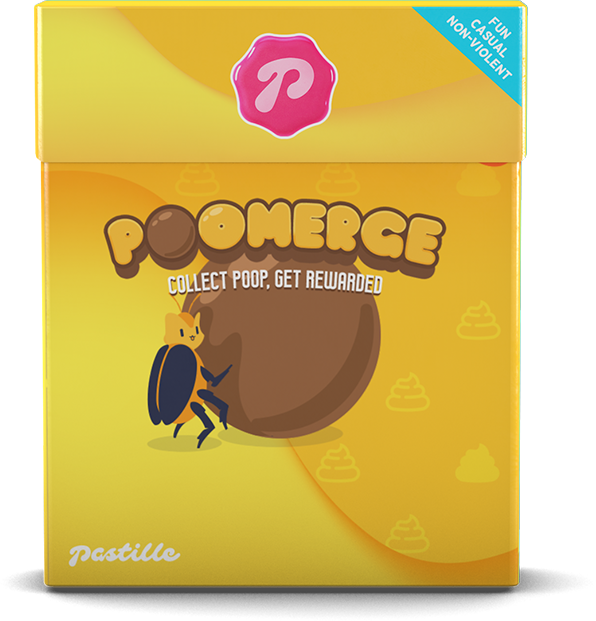 FUN
CASUAL
NON-VIOLENT
P
POOMERGE
COLLECT POOP, GET REWARDED
Pastille